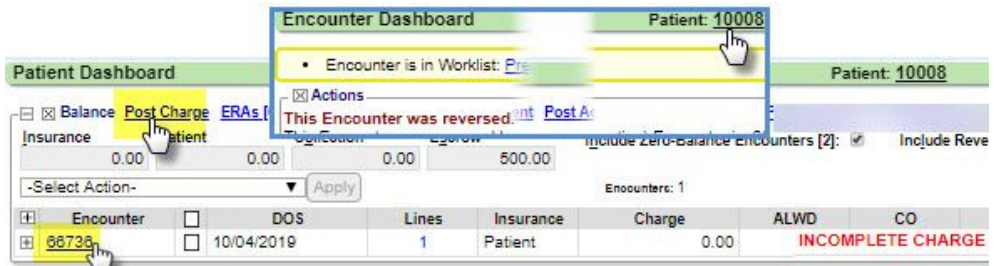 Encounter Dashboard Patient: 10008
• Encounter is in Worklist:
Actions
This Encounter was reversed. Post
Patient Dashboard Patient: 10008
Balance Post Charge ERAs
Insurance Patient Collection Escrow Include Zero-Balance Encounters [2]: Include
0.00 0.00 0.00 500.00
-Select Action- Apply Encounters: 1
Encounter DOS Lines Insurance Charge ALWD CO
66736 10/04/2019 1 Patient 0.00 INCOMPLETE CHARGE